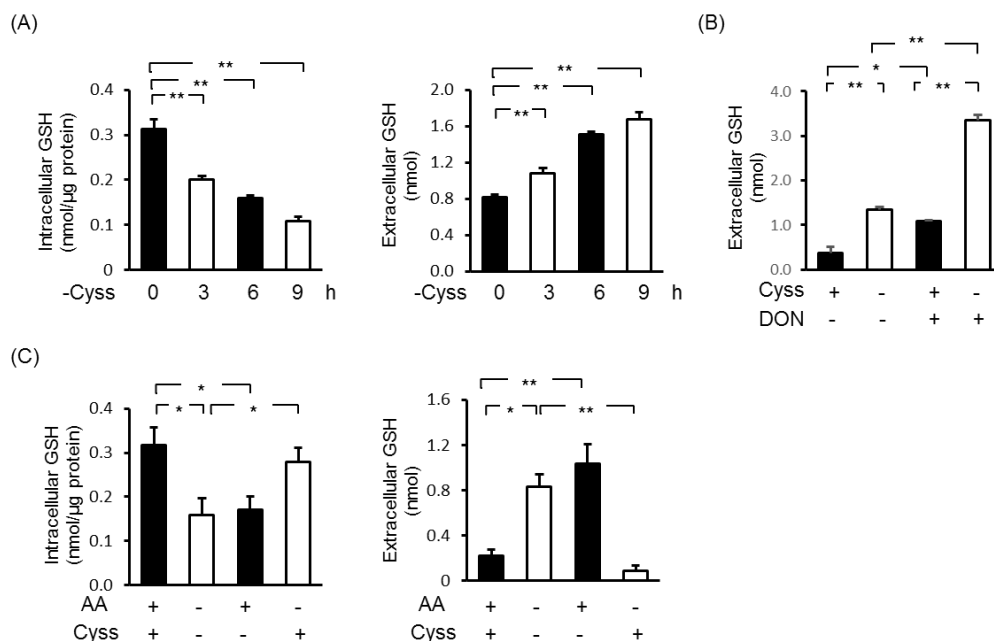 (A)
Intracellular GSH
(nmol/µg protein)
0.4
0.3
0.2
0.1
0
**
**
**
-Cyss 0 3 6 9 h
Extracellular GSH
(nmol)
2.0
1.6
1.2
0.8
0.4
0.0
**
**
**
0 3 6 9
(B)
Extracellular GSH
(nmol)
4.0
3.0
2.0
1.0
0.0
**
*
**
**
Cyss + - + -
DON - - + +
(C)
Intracellular GSH
(nmol/µg protein)
0.4
0.3
0.2
0.1
0.0
*
*
*
AA + - + -
Cyss + - - +
Extracellular GSH
(nmol)
1.6
1.2
0.8
0.4
0
**
*
**
+ - + -
+ - - +